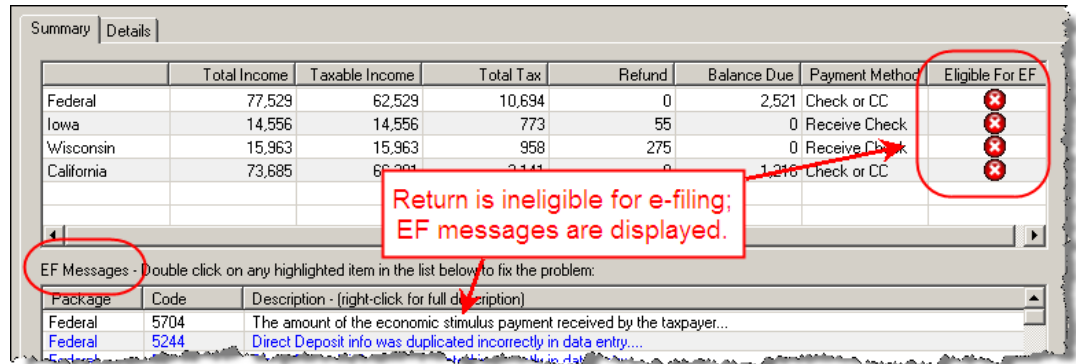 Summary Details
Total Income Taxable Income Total Tax Refund Balance Due Payment Method Eligible For EF
Federal 77,529 62,529 10,694 0 2,521 Check or CC
Iowa 14,556 14,556 773 55 0 Receive Check
Wisconsin 15,963 15,963 958 275 0 Receive Check
California 73,685 1,216 Check or CC
Return is ineligible for e-filing;
EF messages are displayed.
EF Messages - Double click on any highlighted item in the list below to fix the problem:
Package Code Description - (right-click for full description)
Federal 5704 The amount of the economic stimulus payment received by the taxpayer...
Federal 5244 Direct Deposit info was duplicated incorrectly in data entry....